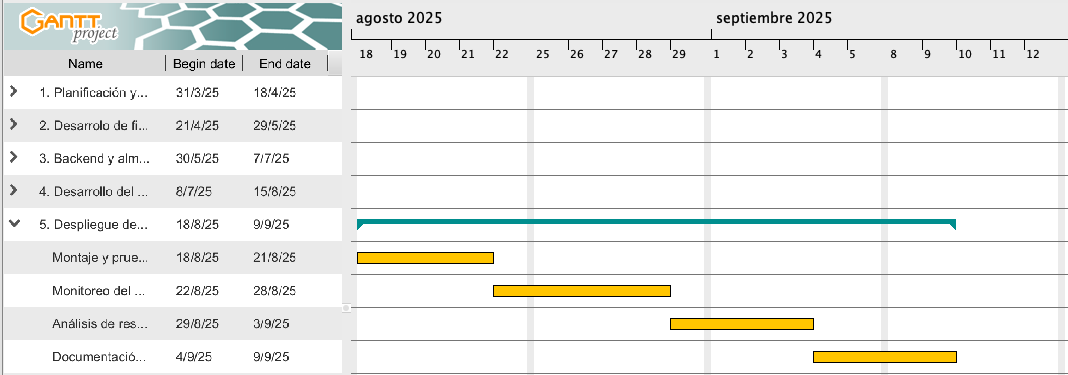 GANTT project
agosto 2025 septiembre 2025
18 19 20 21 22 25 26 27 28 29 1 2 3 4 5 8 9 10 11 12
Name Begin date End date
1. Planificación y... 31/3/25 18/4/25
2. Desarrolo de fi... 21/4/25 29/5/25
3. Backend y alm... 30/5/25 7/7/25
4. Desarrollo del ... 8/7/25 15/8/25
5. Despliegue de... 18/8/25 9/9/25
Montaje y prue... 18/8/25 21/8/25
Monitoreo del ... 22/8/25 28/8/25
Análisis de res... 29/8/25 3/9/25
Documentació... 4/9/25 9/9/25